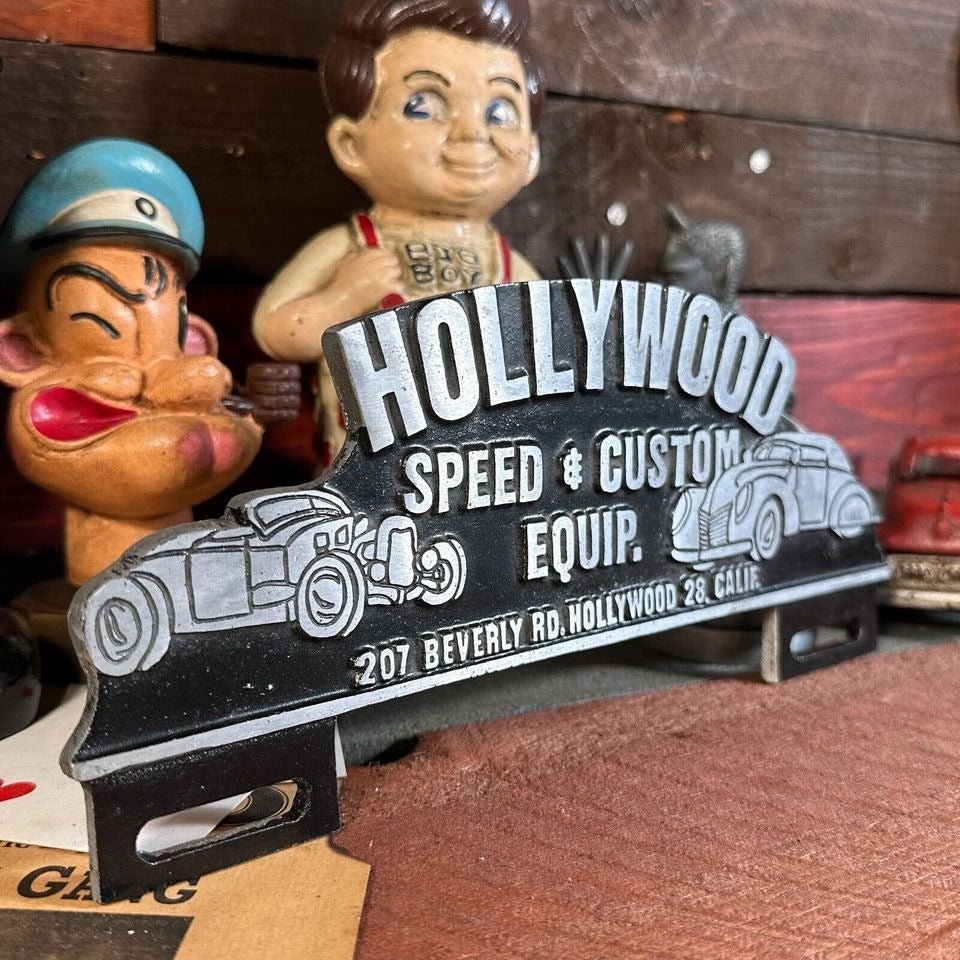 BIG
BOY
HOLLYWOOD
SPEED & CUSTOM
EQUIP.
207 BEVERLY RD. HOLLYWOOD 28, CALIF.
GANG